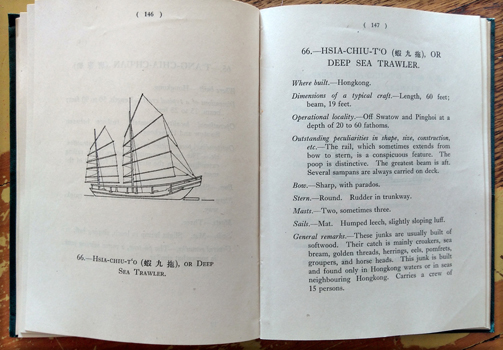 ( 146 )
66.—HSIA-CHIU-T'O (蝦九拖), OR DEEP
SEA TRAWLER.
( 147 )
66.—HSIA-CHIU-T'O (蝦九拖), OR
DEEP SEA TRAWLER.
Where built.—Hongkong.
Dimensions of a typical craft.—Length, 60 feet;
beam, 19 feet.
Operational locality.—Off Swatow and Pinghai at a
depth of 20 to 60 fathoms.
Outstanding peculiarities in shape, size, construction,
etc.—The rail, which sometimes extends from
bow to stern, is a conspicuous feature. The
poop is distinctive. The greatest beam is aft.
Several sampans are always carried on deck.
Bow.—Sharp, with parados.
Stern.—Round. Rudder in trunkway.
Masts.—Two, sometimes three.
Sails.—Mat. Humped leech, slightly sloping luff.
General remarks.—These junks are usually built of
softwood. Their catch is mainly croakers, sea
bream, golden threads, herrings, eels, pomfrets,
groupers, and horse heads. This junk is built
and found only in Hongkong waters or in seas
neighbouring Hongkong. Carries a crew of
15 persons.